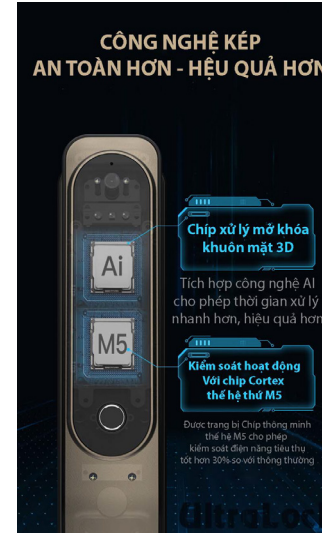 CÔNG NGHỆ KÉP
AN TOÀN HƠN - HỆU QUẢ HƠN
Chíp xử lý mở khóa
khuôn mặt 3D
Ai
Tích hợp công nghệ AI
cho phép thời gian xử lý
nhanh hơn, hiệu quả hơn
M5
Kiểm soát hoạt động
Với chip Cortex
thế hệ thứ M5
Được trang bị Chíp thông minh
thế hệ M5 cho phép
kiểm soát điện năng tiêu thụ
tốt hơn 30% so với thông thường
UltraLock